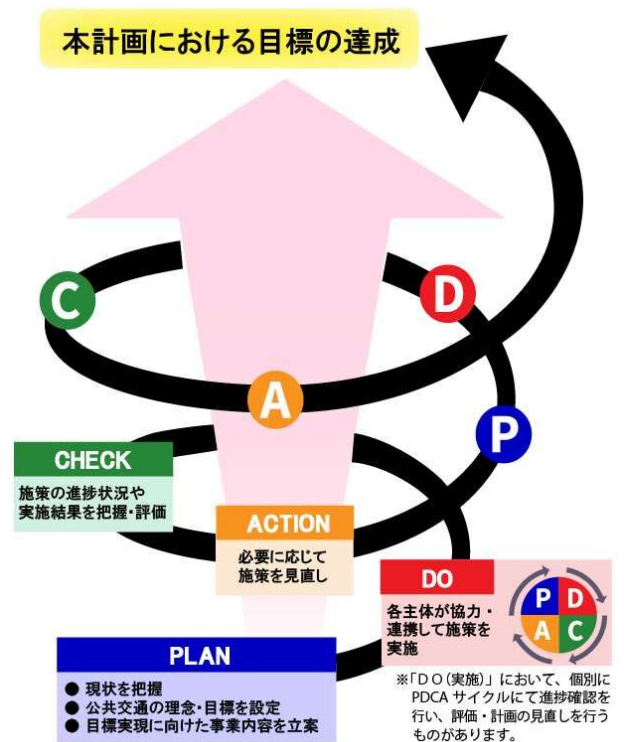 本計画における目標の達成
C
D
A
P
CHECK
施策の進捗状況や
実施結果を把握・評価
ACTION
必要に応じて
施策を見直し
DO
各主体が協力・
連携して施策を
実施
P D
A C
PLAN
● 現状を把握
● 公共交通の理念・目標を設定
● 目標実現に向けた事業内容を立案
※「ＤＯ(実施)」において、個別に
PDCA サイクルにて進捗確認を
行い、評価・計画の見直しを行う
ものがあります。